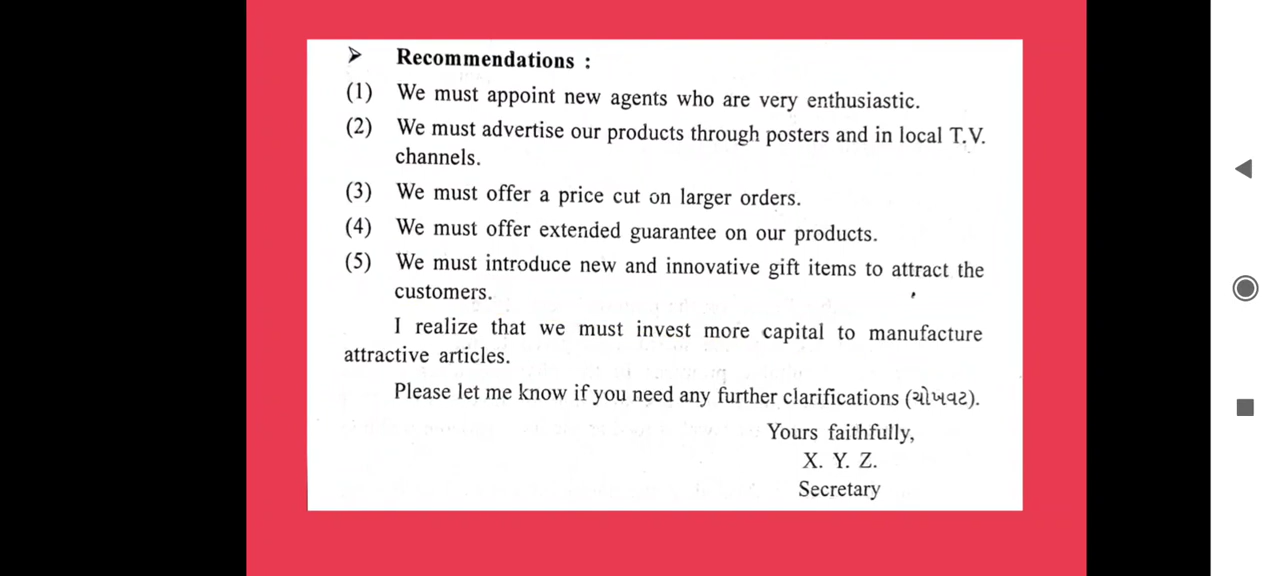 ➤ Recommendations :
(1) We must appoint new agents who are very enthusiastic.
(2) We must advertise our products through posters and in local T.V.
channels.
(3) We must offer a price cut on larger orders.
(4) We must offer extended guarantee on our products.
(5) We must introduce new and innovative gift items to attract the
customers.
I realize that we must invest more capital to manufacture
attractive articles.
Please let me know if you need any further clarifications (ચોખવટ).
Yours faithfully,
X. Y. Z.
Secretary